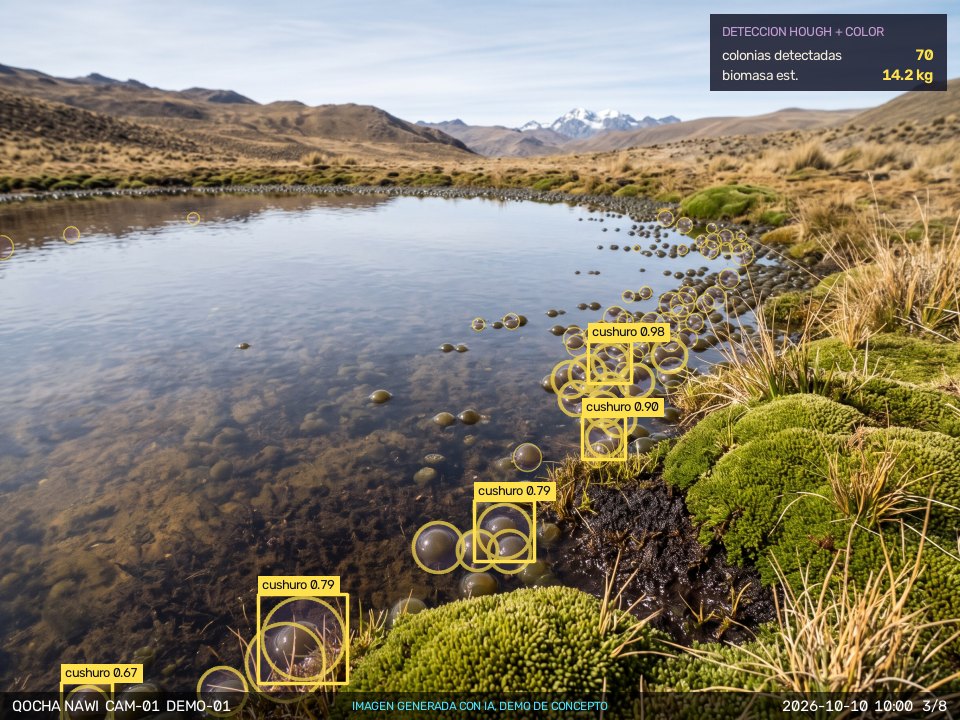 DETECCION HOUGH + COLOR
colonias detectadas 70
biomasa est. 14.2 kg
cushuro 0.98
cushuro 0.90
cushuro 0.79
cushuro 0.79
cushuro 0.67
QOCHA ÑAWI CAM-01 DEMO-01
IMAGEN GENERADA CON IA, DEMO DE CONCEPTO
2026-10-10 10:00 3/8